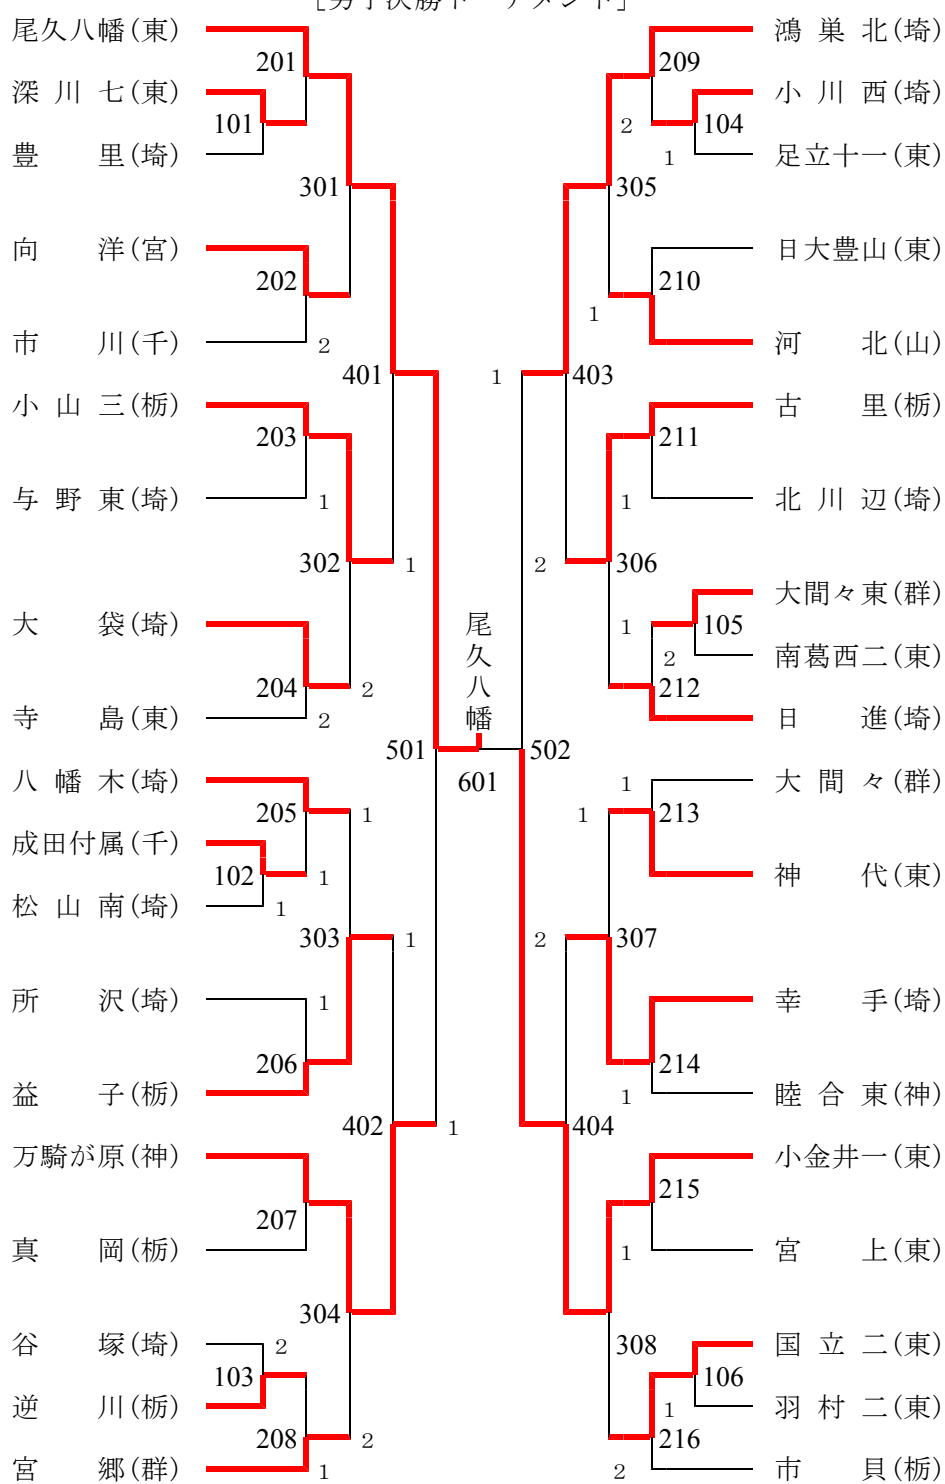 [男子決勝トーナメント]
尾久八幡(東)
201
深川七(東)
101
豊里(埼)
301
向洋(宮)
202
市川(千)
2
401
小山三(栃)
203
与野東(埼)
1
302
1
大袋(埼)
204
2
寺島(東)
2
501
八幡木(埼)
205
1
成田付属(千)
102
1
松山南(埼)
1
303
1
所沢(埼)
1
206
益子(栃)
402
1
万騎が原(神)
207
真岡(栃)
304
谷塚(埼)
2
103
逆川(栃)
208
2
宮郷(群)
1
尾久八幡
601
鴻巣北(埼)
209
小川西(埼)
2
104
1
足立十一(東)
305
日大豊山(東)
210
1
河北(山)
1
403
古里(栃)
211
1
北川辺(埼)
2
306
大間々東(群)
1
105
2
南葛西二(東)
212
日進(埼)
502
1
大間々(群)
1
213
神代(東)
2
307
幸手(埼)
214
1
睦合東(神)
404
小金井一(東)
215
1
宮上(東)
308
国立二(東)
106
1
羽村二(東)
216
2
市貝(栃)